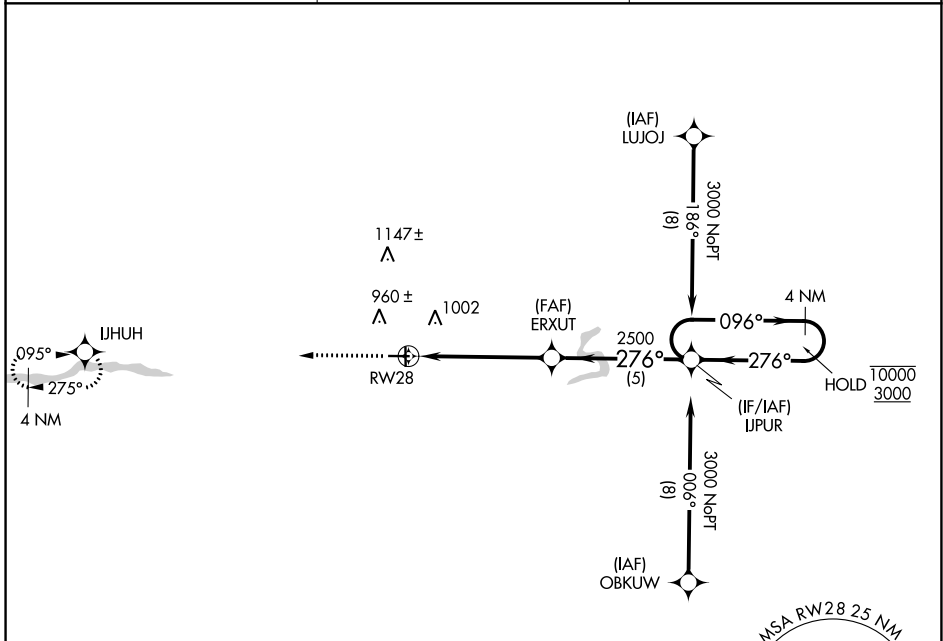 (IAF)
LUJOJ
3000 NoPT
186°
(8)
1147±
960±
1002
(FAF)
ERXUT
4 NM
096°
IJHUH
095°
275°
4 NM
RW28
2500
276°
(5)
276°
HOLD
10000
3000
(IF/IAF)
IJPUR
3000 NoPT
006°
(8)
(IAF)
OBKUW
MSA RW28 25 NM